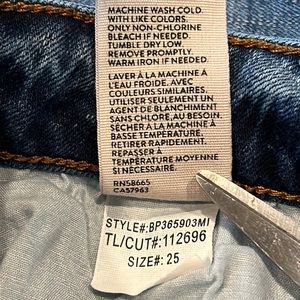 MACHINE WASH COLD
WITH LIKE COLORS.
ONLY NON-CHLORINE
BLEACH IF NEEDED.
TUMBLE DRY LOW.
REMOVE PROMPTLY.
WARM IRON IF NEEDED.
LAVER À LA MACHINE À
L'EAU FROIDE, AVEC
COULEURS SIMILAIRES.
UTILISER SEULEMENT UN
AGENT DE BLANCHIMENT
SANS CHLORE, AU BESOIN.
SÉCHER À LA MACHINE À
BASSE TEMPÉRATURE.
RETIRER RAPIDEMENT.
REPASSER À
TEMPÉRATURE MOYENNE
SI NÉCESSAIRE.
RN58665
CA57963
STYLE#:BP365903MI
TL/CUT#:112696
SIZE#: 25